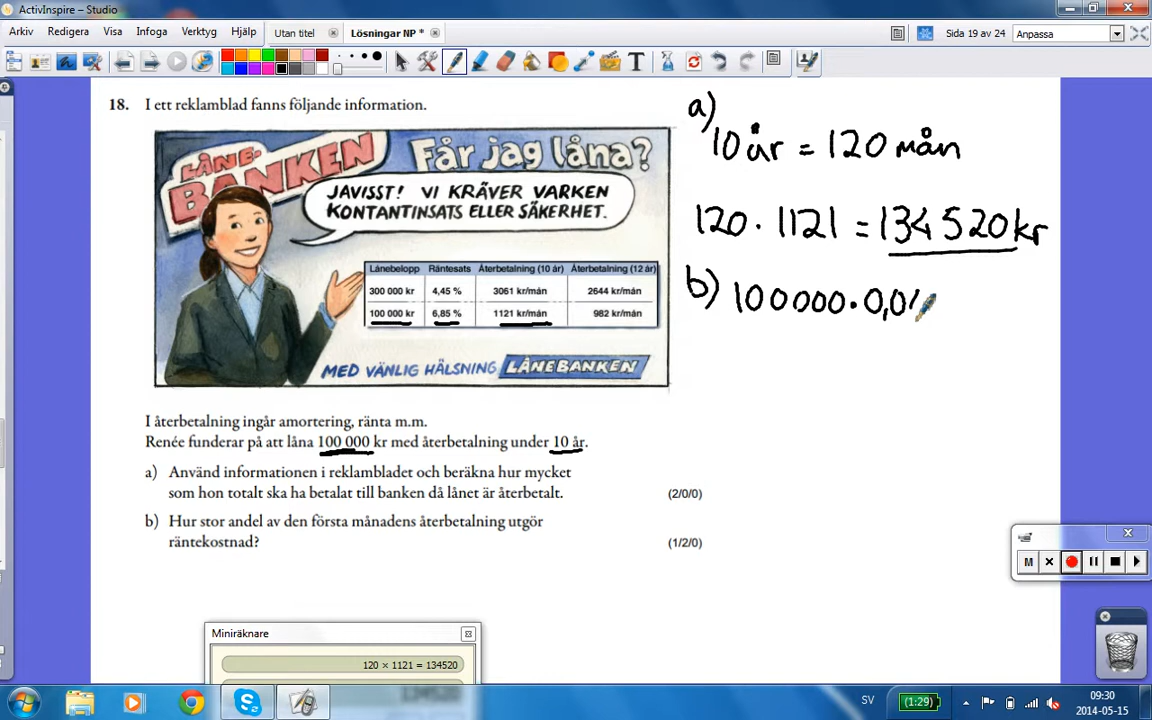 ActivInspire – Studio
Arkiv Redigera Visa Infoga Verktyg Hjälp Utan titel Lösningar NP * Sida 19 av 24 Anpassa
18. I ett reklamblad fanns följande information.
LÅNE-
BANKEN
Får jag låna?
JAVISST! VI KRÄVER VARKEN
KONTANTINSATS ELLER SÄKERHET.
Lånebelopp Räntesats Återbetalning (10 år) Återbetalning (12 år)
300 000 kr 4,45 % 3061 kr/mån 2644 kr/mån
100 000 kr 6,85 % 1121 kr/mån 982 kr/mån
MED VÄNLIG HÄLSNING LÅNEBANKEN
I återbetalning ingår amortering, ränta m.m.
Renée funderar på att låna 100 000 kr med återbetalning under 10 år.
a) Använd informationen i reklambladet och beräkna hur mycket
som hon totalt ska ha betalat till banken då lånet är återbetalt. (2/0/0)
b) Hur stor andel av den första månadens återbetalning utgör
räntekostnad? (1/2/0)
a)
10 år = 120 mån
120 · 1121 = 134 520 kr
b) 100000 · 0,0
M
Miniräknare
120 × 1121 = 134520
134520
SV (1:29) 09:30
2014-05-15